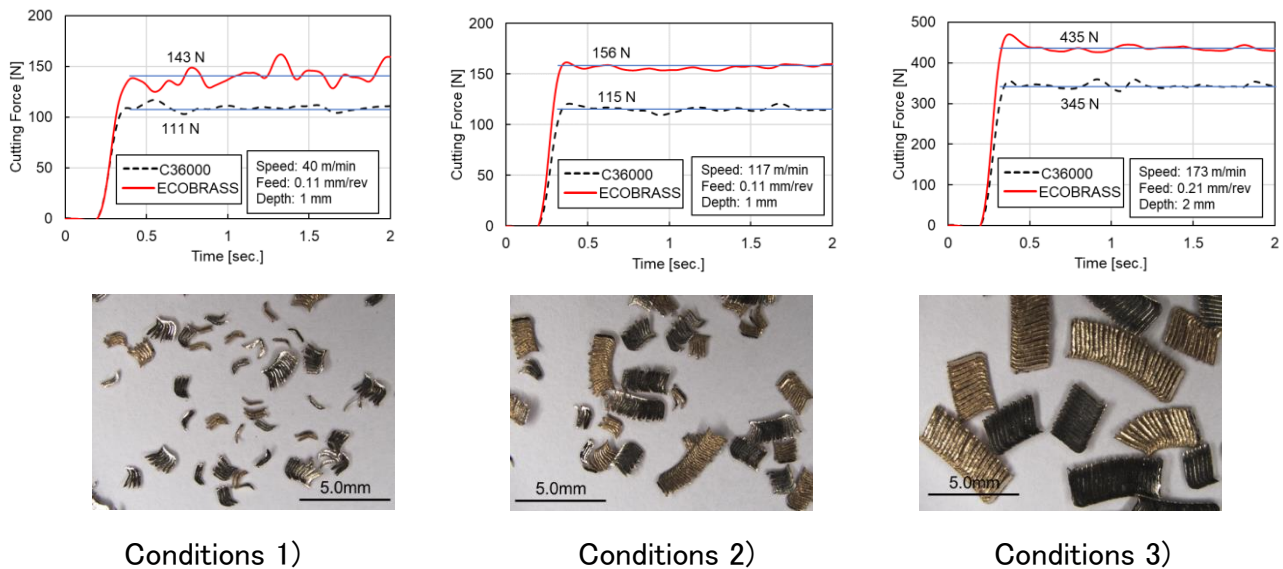 200
150
100
50
0
Cutting Force [N]
143 N
111 N
C36000
ECOBRASS
Speed: 40 m/min
Feed: 0.11 mm/rev
Depth: 1 mm
0 0.5 1 1.5 2
Time [sec.]
200
150
100
50
0
Cutting Force [N]
156 N
115 N
C36000
ECOBRASS
Speed: 117 m/min
Feed: 0.11 mm/rev
Depth: 1 mm
0 0.5 1 1.5 2
Time [sec.]
500
400
300
200
100
0
Cutting Force [N]
435 N
345 N
C36000
ECOBRASS
Speed: 173 m/min
Feed: 0.21 mm/rev
Depth: 2 mm
0 0.5 1 1.5 2
Time [sec.]
5.0mm
5.0mm
5.0mm
Conditions 1)
Conditions 2)
Conditions 3)